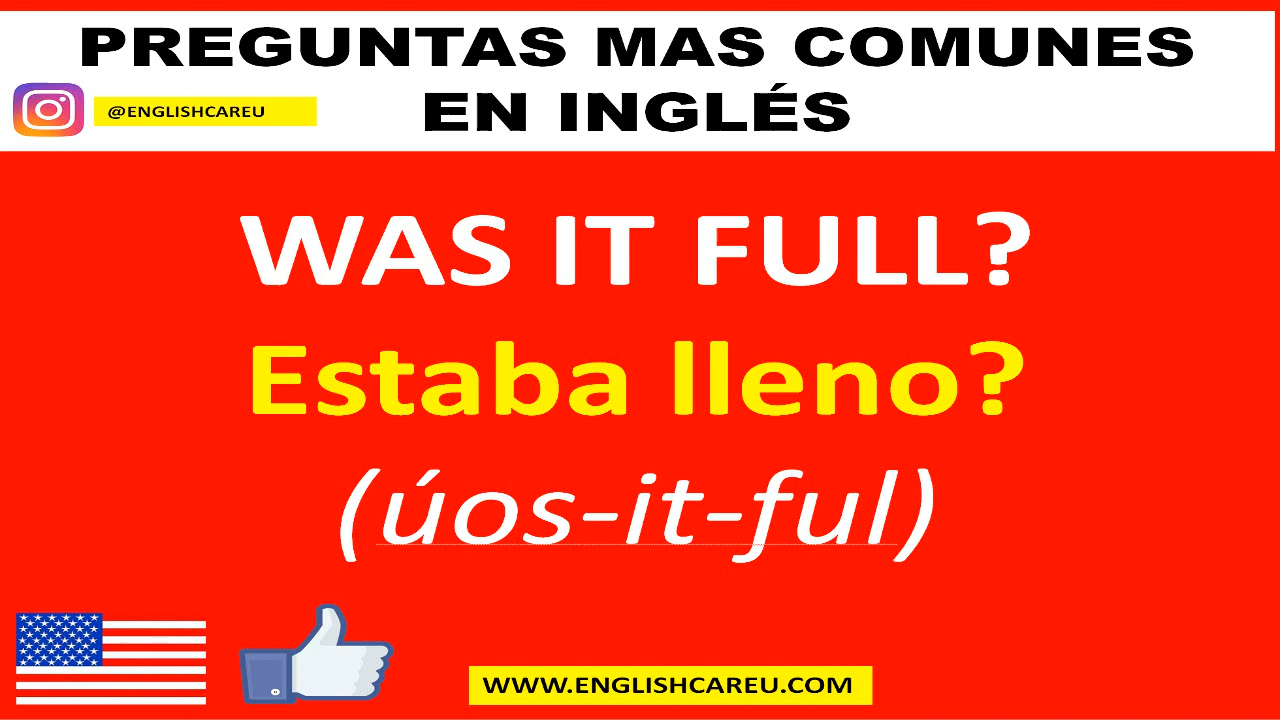 PREGUNTAS MAS COMUNES
EN INGLÉS
@ENGLISHCAREU
WAS IT FULL?
Estaba lleno?
(úos-it-ful)
WWW.ENGLISHCAREU.COM